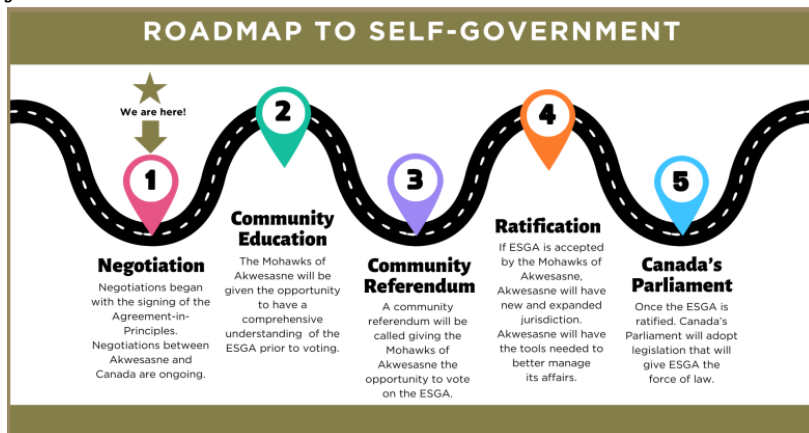 ROADMAP TO SELF-GOVERNMENT
We are here!
1
Negotiation
Negotiations began
with the signing of the
Agreement-in-
Principles.
Negotiations between
Akwesasne and
Canada are ongoing.
2
Community
Education
The Mohawks of
Akwesasne will be
given the opportunity
to have a
comprehensive
understanding of the
ESGA prior to voting.
3
Community
Referendum
A community
referendum will be
called giving the
Mohawks of
Akwesasne the
opportunity to vote
on the ESGA.
4
Ratification
If ESGA is accepted
by the Mohawks of
Akwesasne,
Akwesasne will have
new and expanded
jurisdiction.
Akwesasne will have
the tools needed to
better manage
its affairs.
5
Canada's
Parliament
Once the ESGA is
ratified. Canada's
Parliament will adopt
legislation that will
give ESGA the
force of law.